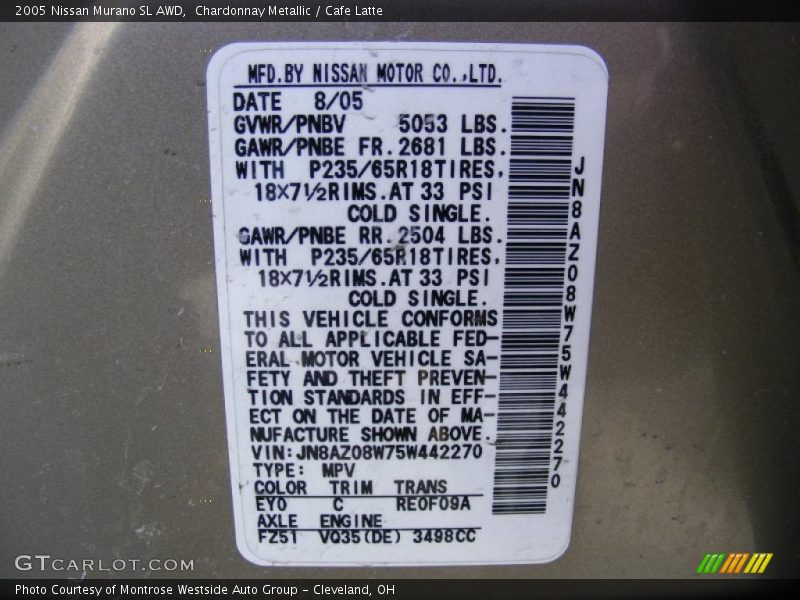 2005 Nissan Murano SL AWD,  Chardonnay Metallic / Cafe Latte
MFD.BY NISSAN MOTOR CO.,LTD.
DATE 8/05
GVWR/PNBV 5053 LBS.
GAWR/PNBE FR.2681 LBS.
WITH P235/65R18TIRES,
18X7½RIMS.AT 33 PSI
COLD SINGLE.
GAWR/PNBE RR.2504 LBS.
WITH P235/65R18TIRES,
18X7½RIMS.AT 33 PSI
COLD SINGLE.
THIS VEHICLE CONFORMS
TO ALL APPLICABLE FED-
ERAL MOTOR VEHICLE SA-
FETY AND THEFT PREVEN-
TION STANDARDS IN EFF-
ECT ON THE DATE OF MA-
NUFACTURE SHOWN ABOVE.
VIN:JN8AZ08W75W442270
TYPE: MPV
COLOR TRIM TRANS
EY0 C RE0F09A
AXLE ENGINE
FZ51 VQ35(DE) 3498CC
JN8AZ08W75W442270
GTCarLot.com
Photo Courtesy of Montrose Westside Auto Group - Cleveland, OH